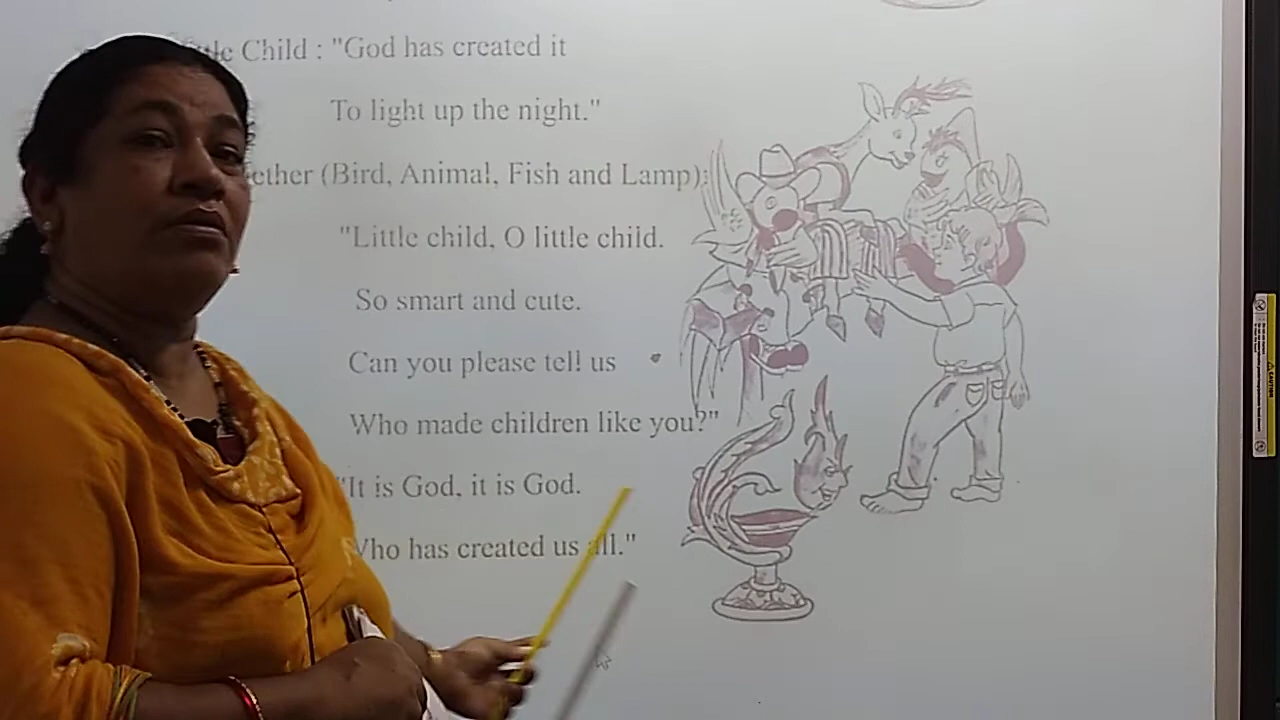 Child : "God has created it
To light up the night."
(Bird, Animal, Fish and Lamp):
"Little child, O little child.
So smart and cute.
Can you please tell us
Who made children like you?"
"It is God, it is God.
Who has created us all."